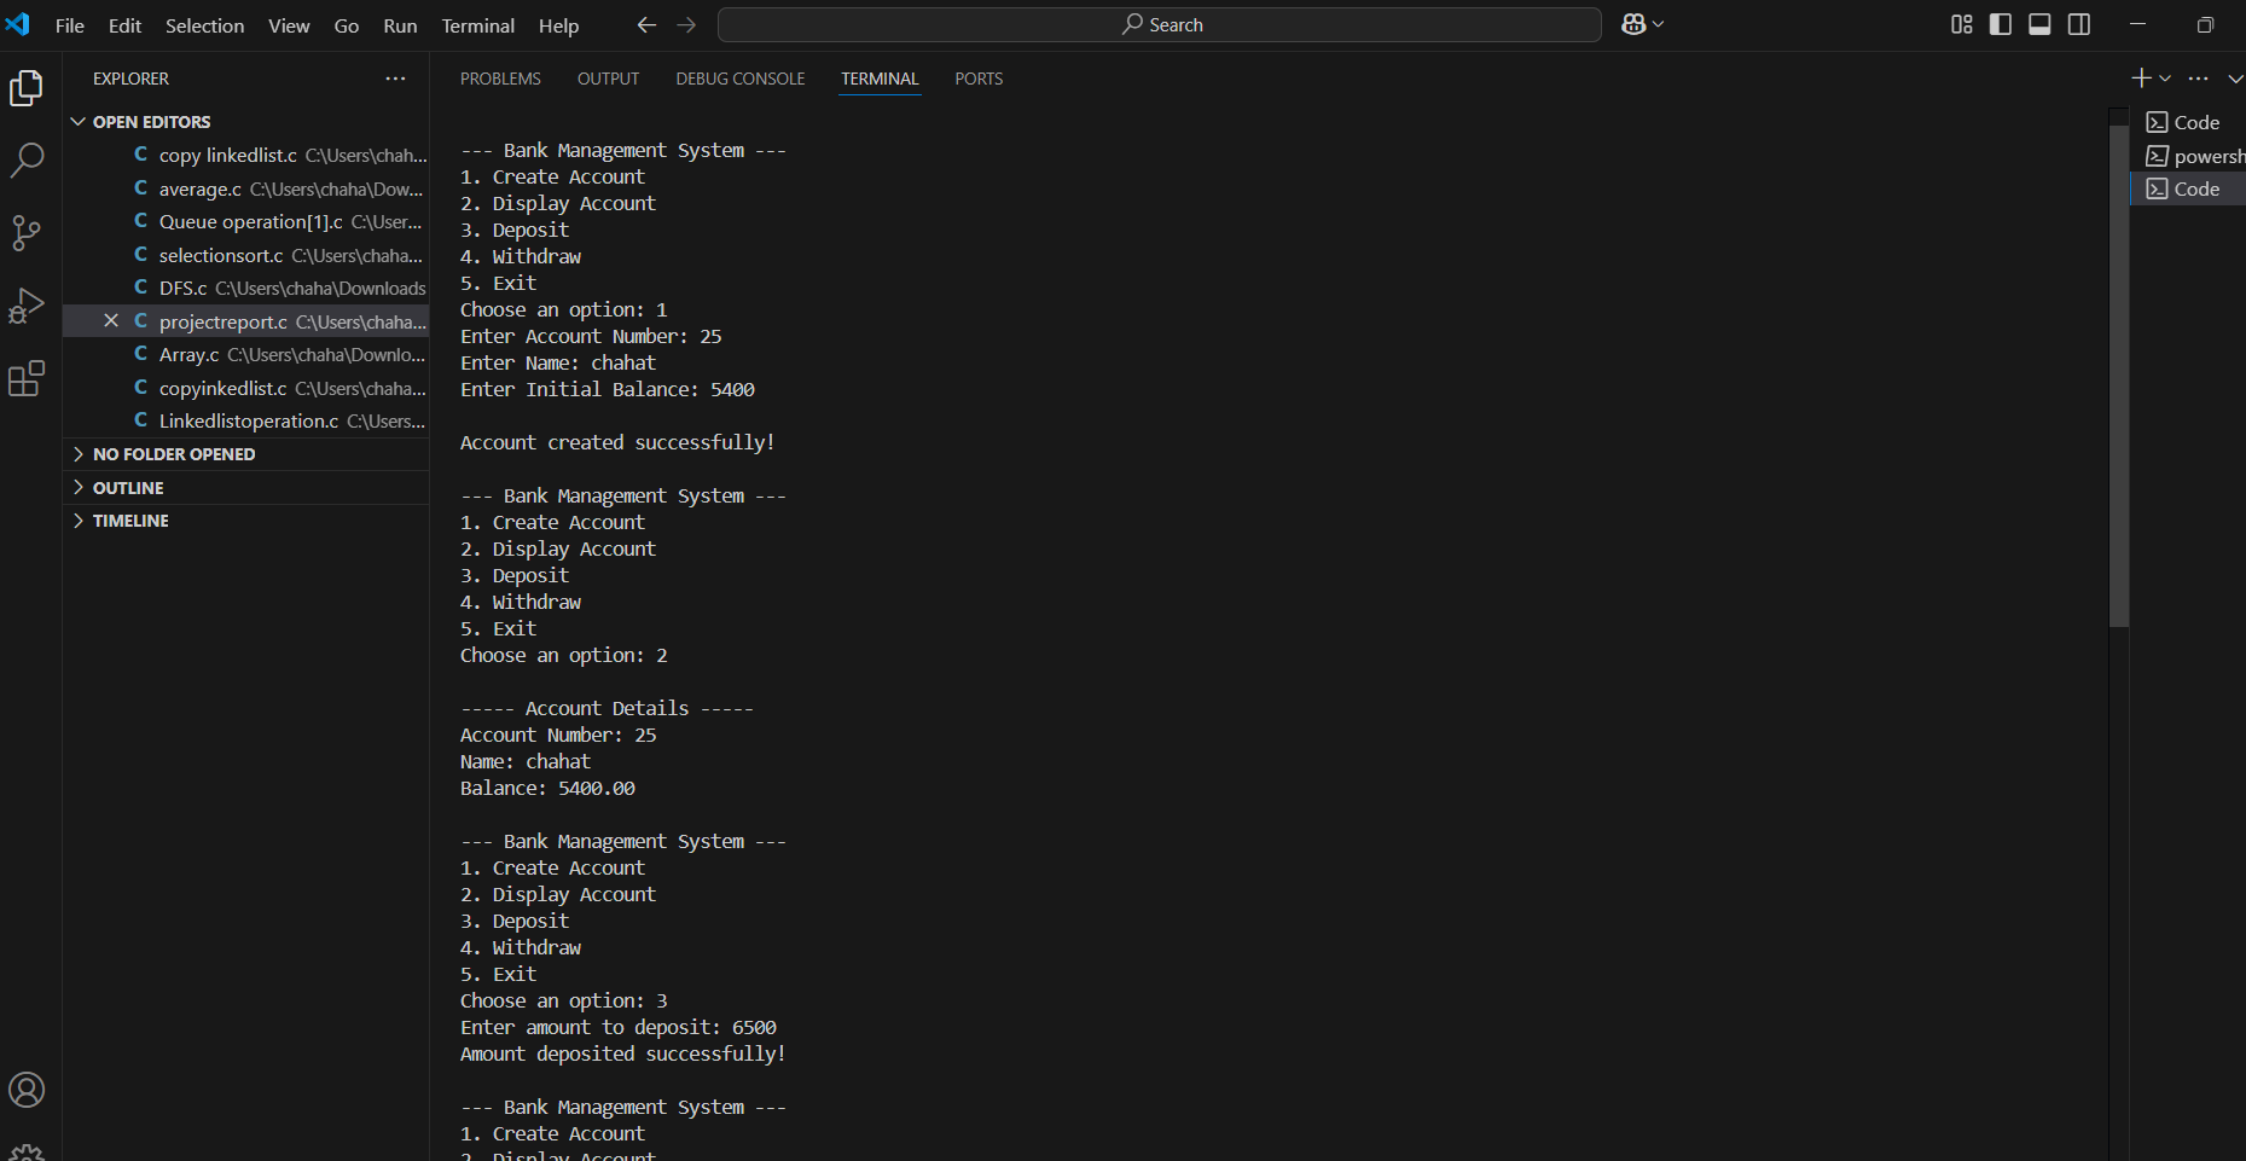 File Edit Selection View Go Run Terminal Help
Search
EXPLORER
OPEN EDITORS
C copy linkedlist.c C:\Users\chah...
C average.c C:\Users\chaha\Dow...
C Queue operation[1].c C:\User...
C selectionsort.c C:\Users\chaha...
C DFS.c C:\Users\chaha\Downloads
C projectreport.c C:\Users\chaha...
C Array.c C:\Users\chaha\Downlo...
C copyinkedlist.c C:\Users\chaha...
C Linkedlistoperation.c C:\Users...
NO FOLDER OPENED
OUTLINE
TIMELINE
PROBLEMS OUTPUT DEBUG CONSOLE TERMINAL PORTS
--- Bank Management System ---
1. Create Account
2. Display Account
3. Deposit
4. Withdraw
5. Exit
Choose an option: 1
Enter Account Number: 25
Enter Name: chahat
Enter Initial Balance: 5400
Account created successfully!
--- Bank Management System ---
1. Create Account
2. Display Account
3. Deposit
4. Withdraw
5. Exit
Choose an option: 2
----- Account Details -----
Account Number: 25
Name: chahat
Balance: 5400.00
--- Bank Management System ---
1. Create Account
2. Display Account
3. Deposit
4. Withdraw
5. Exit
Choose an option: 3
Enter amount to deposit: 6500
Amount deposited successfully!
--- Bank Management System ---
1. Create Account
2. Display Account
Code
powersh
Code